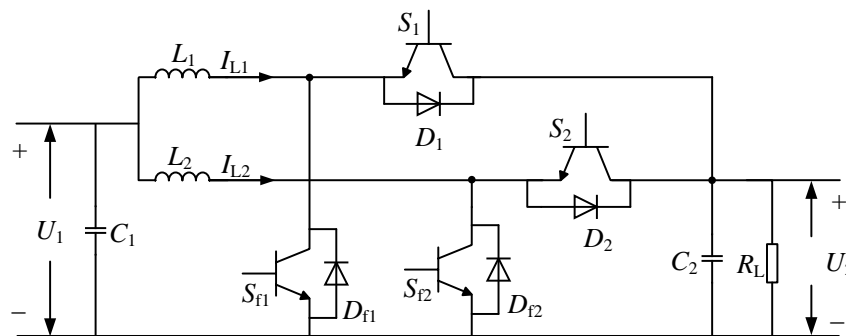 S1
L1
IL1
D1
S2
+
L2
IL2
+
D2
U1
C1
C2
RL
Sf1
Df1
Sf2
Df2
−
−